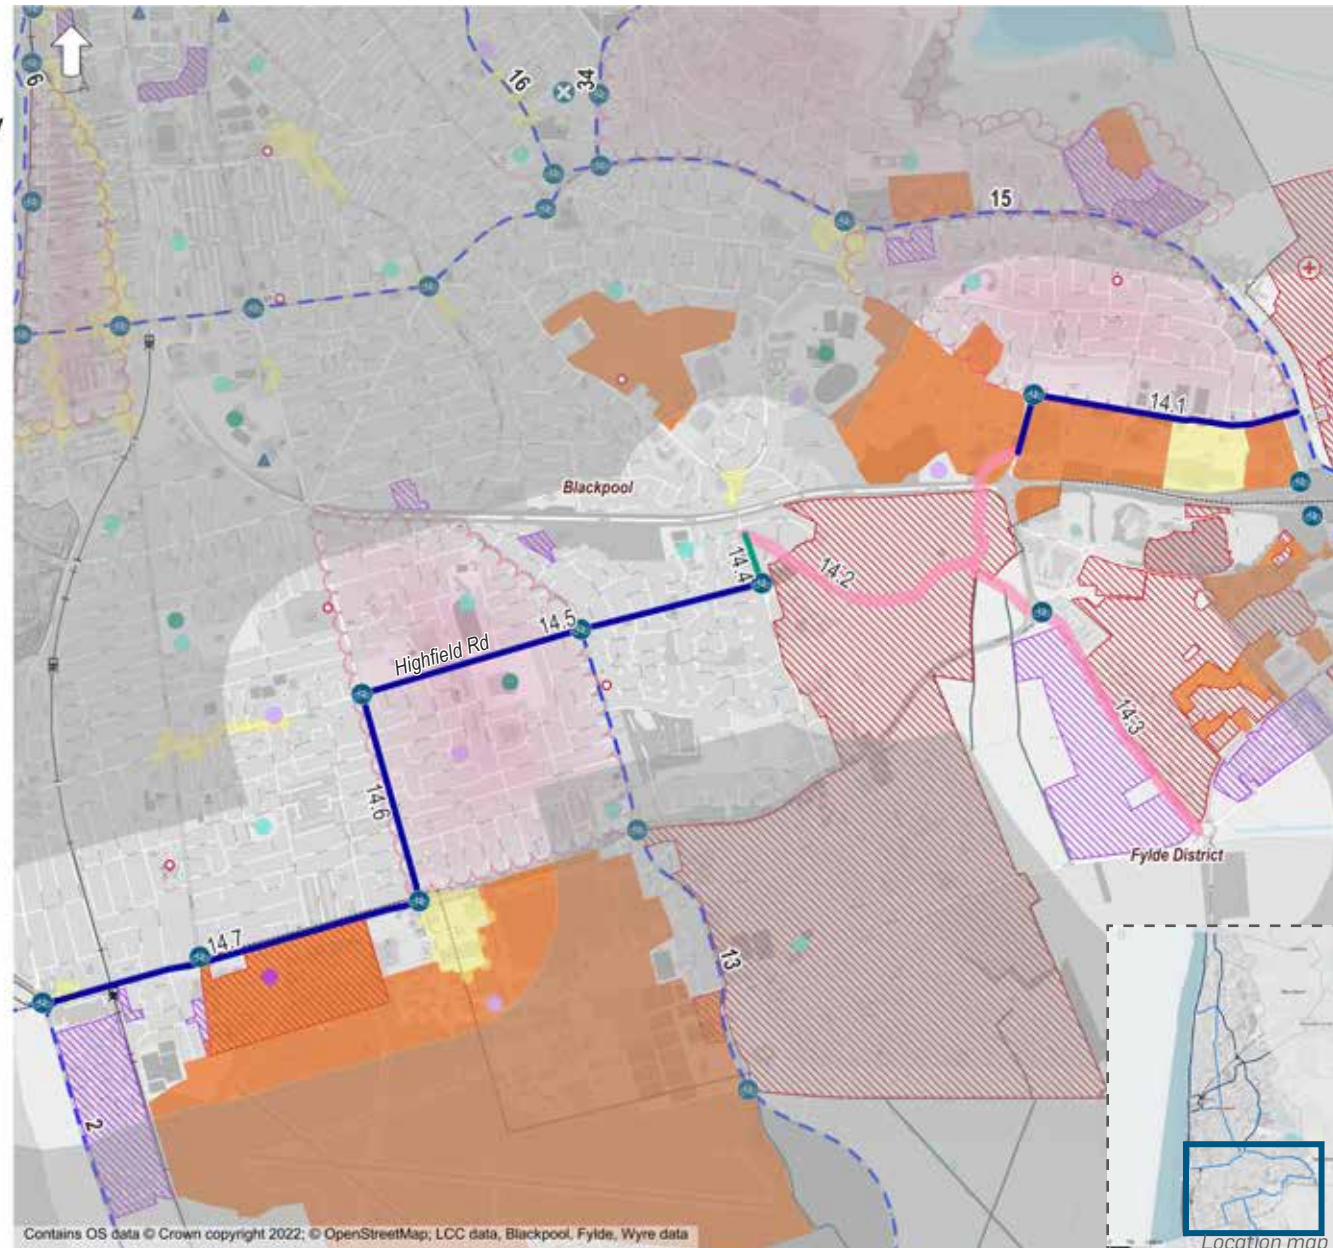 6
16
34
15
14.1
Blackpool
14.4
14.2
14.5
Highfield Rd
14.3
14.6
Fylde District
14.7
13
2
Contains OS data © Crown copyright 2022; © OpenStreetMap; LCC data, Blackpool, Fylde, Wyre data
Location map